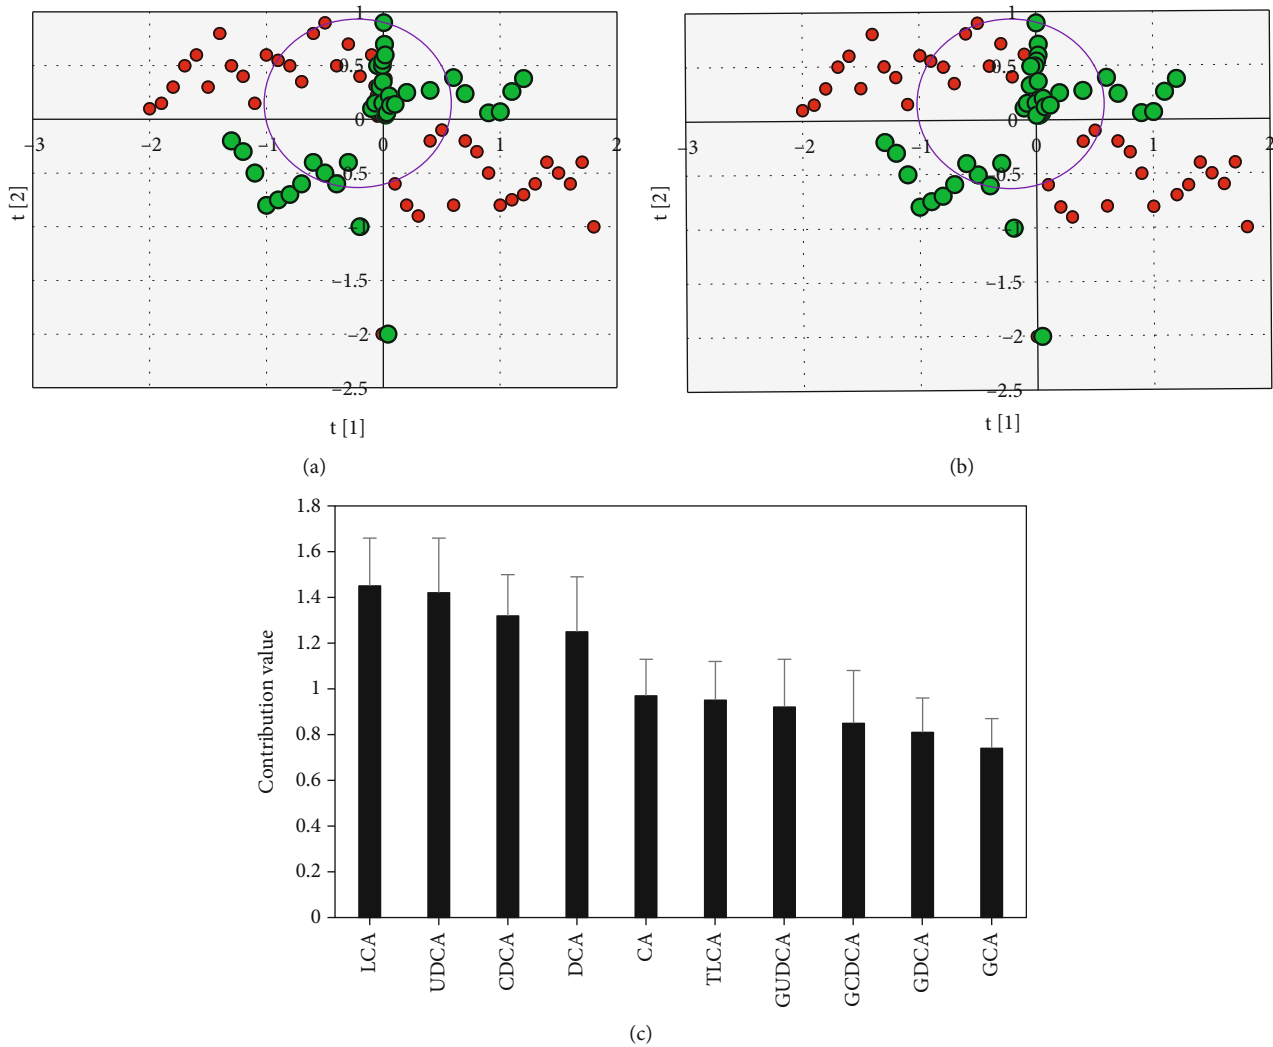 1
0.5
−3
−2
−1
0
0
1
2
−0.5
−1
−1.5
−2
−2.5
t [2]
t [1]
(a)
1
0.5
−3
−2
−1
0
0
1
2
−0.5
−1
−1.5
−2
−2.5
t [2]
t [1]
(b)
1.8
1.6
1.4
1.2
1
0.8
0.6
0.4
0.2
0
Contribution value
LCA
UDCA
CDCA
DCA
CA
TLCA
GUDCA
GCDCA
GDCA
GCA
(c)